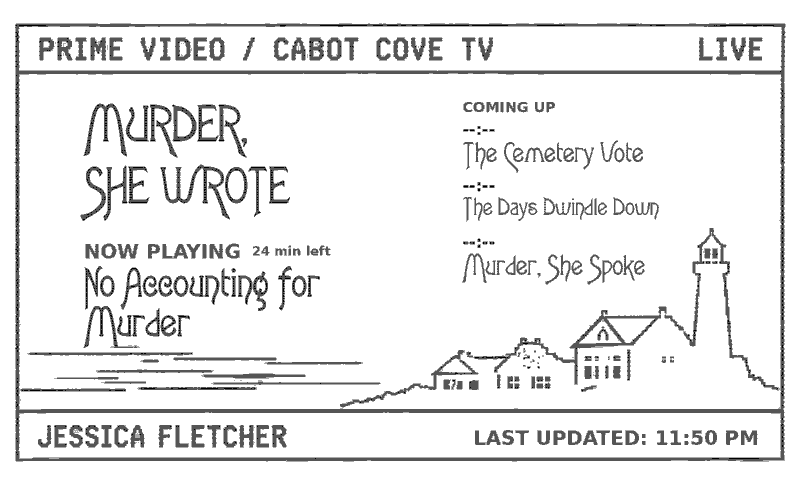 PRIME VIDEO / CABOT COVE TV
LIVE
MURDER,
SHE WROTE
NOW PLAYING 24 min left
No Accounting for
Murder
COMING UP
--:--
The Cemetery Vote
--:--
The Days Dwindle Down
--:--
Murder, She Spoke
JESSICA FLETCHER
LAST UPDATED: 11:50 PM